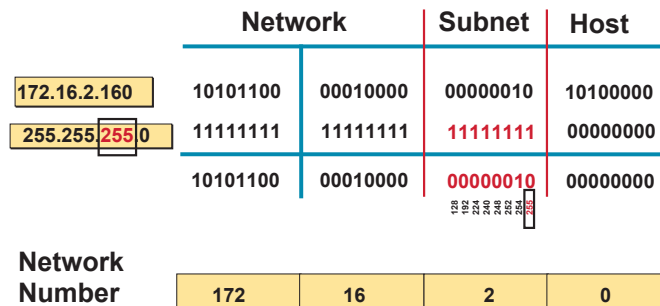 Network Subnet Host
172.16.2.160 10101100 00010000 00000010 10100000
255.255.255.0 11111111 11111111 11111111 00000000
10101100 00010000 00000010 00000000
128 192 224 240 248 252 254 255
Network
Number 172 16 2 0